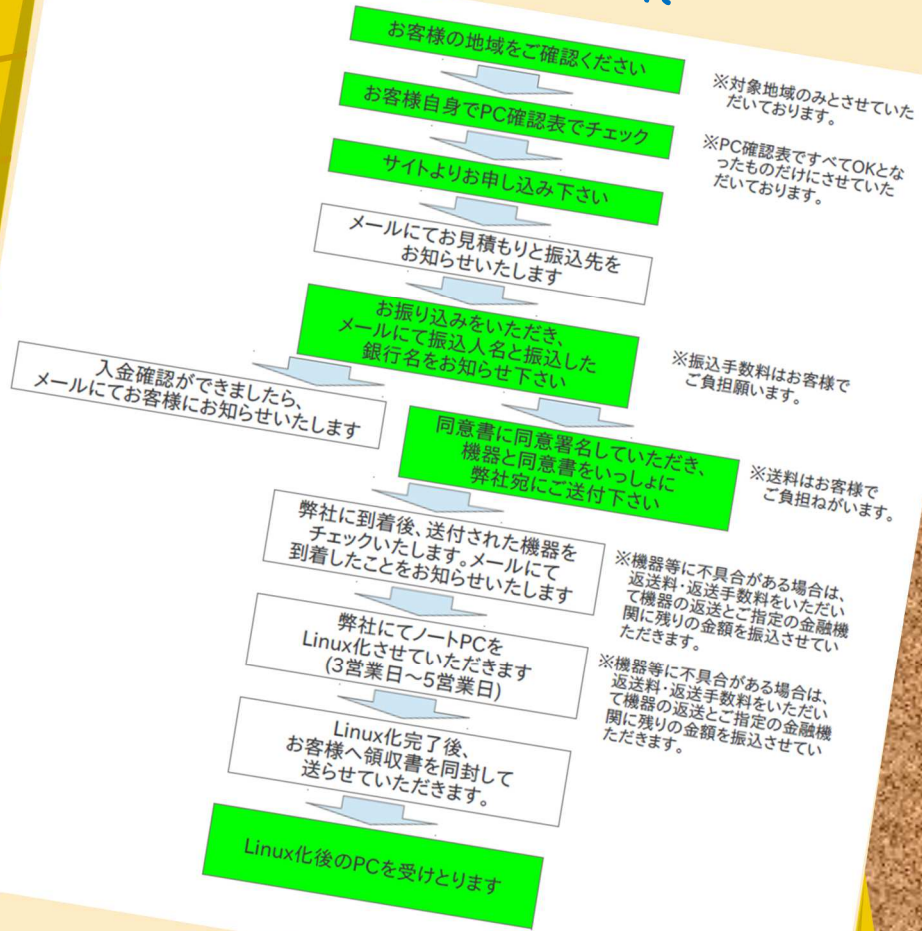 お客様の地域をご確認ください
※対象地域のみとさせていた
だいております。
お客様自身でPC確認表でチェック
※PC確認表ですべてOKとな
ったものだけにさせていた
だいております。
サイトよりお申し込み下さい
メールにてお見積もりと振込先を
お知らせいたします
お振り込みをいただき、
メールにて振込人名と振込した
銀行名をお知らせ下さい
※振込手数料はお客様で
ご負担願います。
入金確認ができましたら、
メールにてお客様にお知らせいたします
同意書に同意署名していただき、
機器と同意書をいっしょに
弊社宛にご送付下さい
※送料はお客様で
ご負担ねがいます。
弊社に到着後、送付された機器を
チェックいたします。メールにて
到着したことをお知らせいたします
※機器等に不具合がある場合は、
返送料・返送手数料をいただい
て機器の返送とご指定の金融機
関に残りの金額を振込させてい
ただきます。
弊社にてノートPCを
Linux化させていただきます
(3営業日～5営業日)
※機器等に不具合がある場合は、
返送料・返送手数料をいただい
て機器の返送とご指定の金融機
関に残りの金額を振込させてい
ただきます。
Linux化完了後、
お客様へ領収書を同封して
送らせていただきます。
Linux化後のPCを受けとります